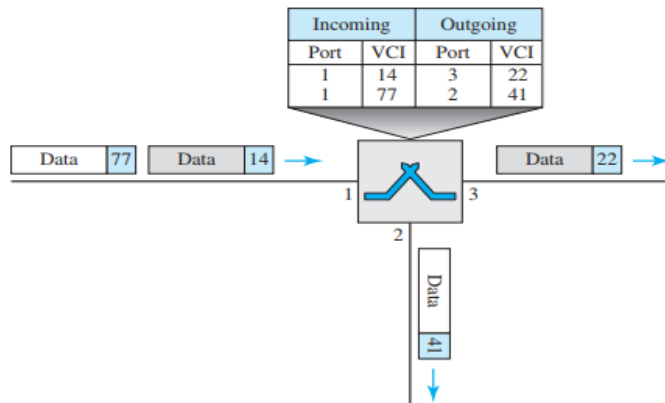 Incoming Outgoing
Port VCI Port VCI
1 14 3 22
1 77 2 41
Data 77 Data 14 Data 22
1 3
2
Data 41